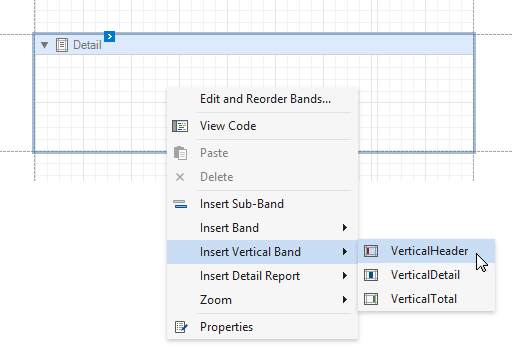 Detail
Edit and Reorder Bands...
View Code
Paste
Delete
Insert Sub-Band
Insert Band
Insert Vertical Band
VerticalHeader
Insert Detail Report
VerticalDetail
Zoom
VerticalTotal
Properties